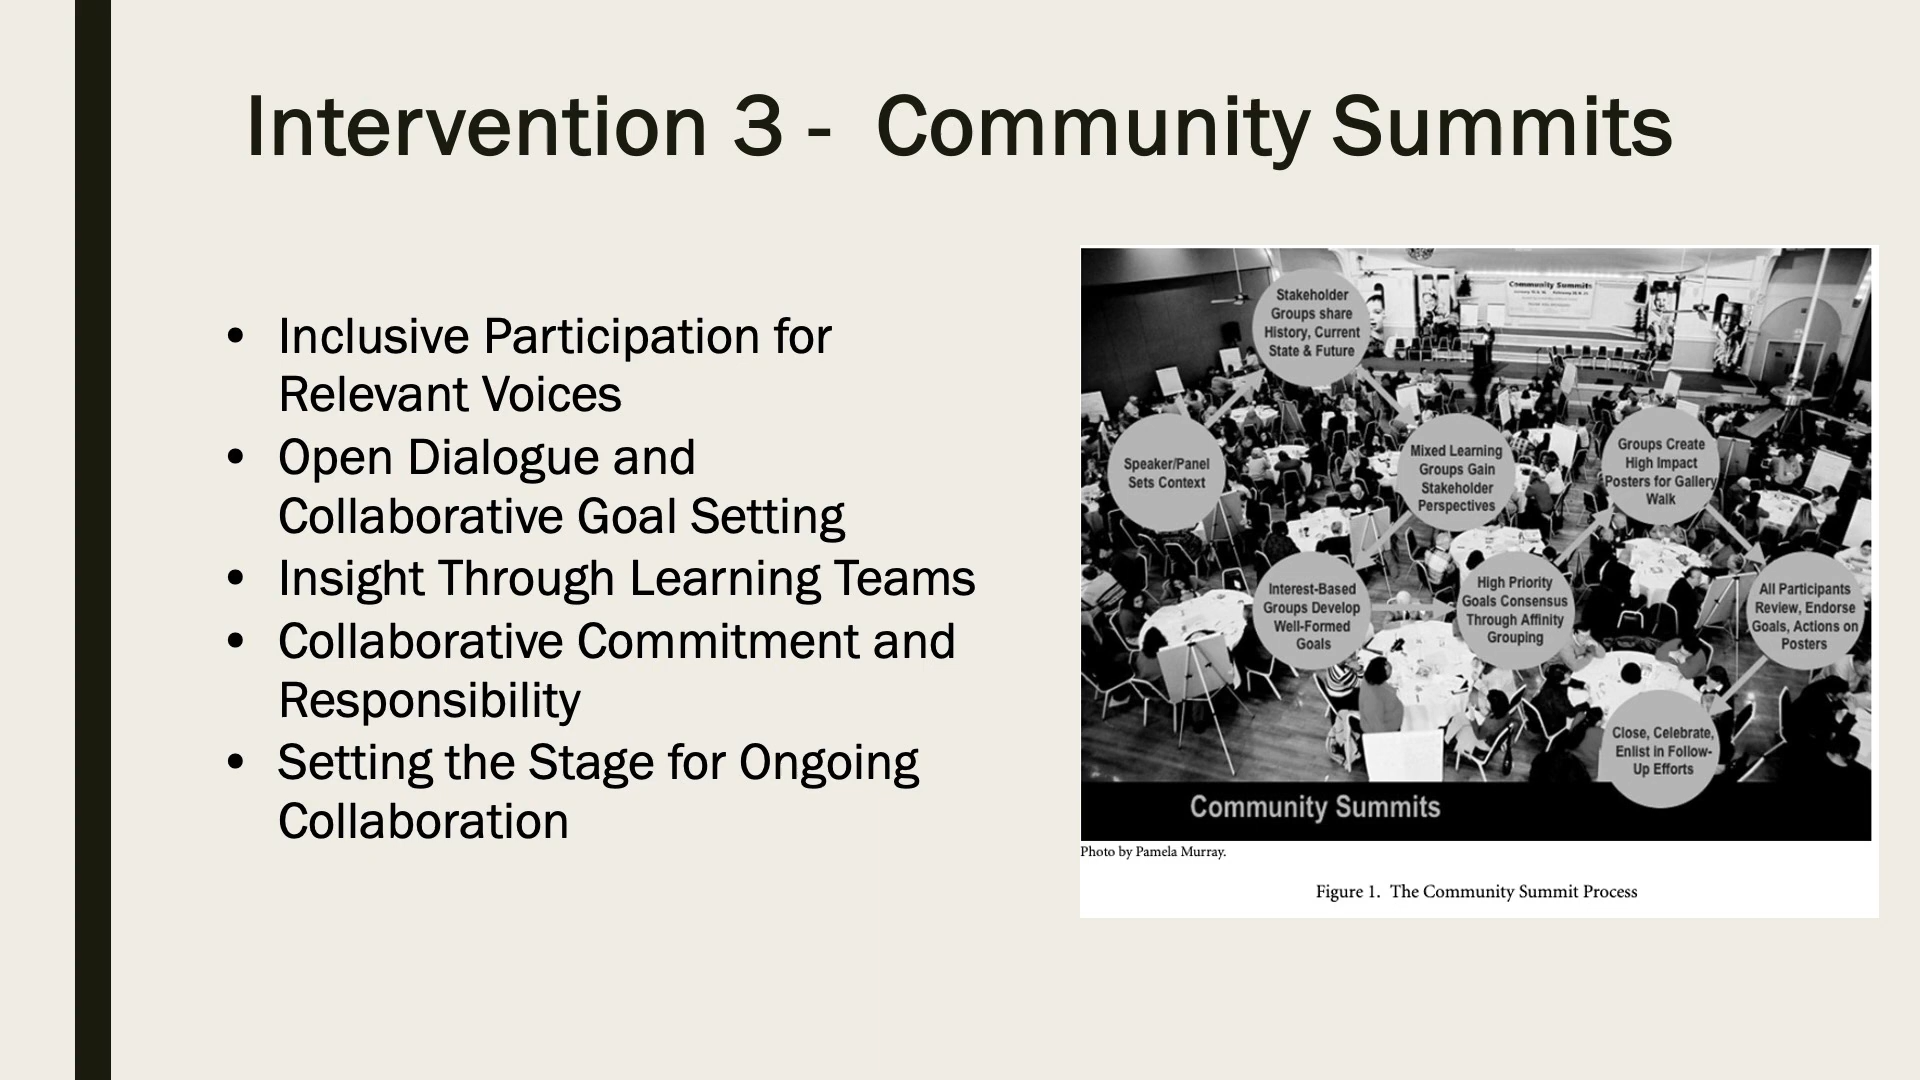 Intervention 3 -  Community Summits
• Inclusive Participation for
Relevant Voices
• Open Dialogue and
Collaborative Goal Setting
• Insight Through Learning Teams
• Collaborative Commitment and
Responsibility
• Setting the Stage for Ongoing
Collaboration
Community Summits
Stakeholder
Groups share
History, Current
State & Future
Speaker/Panel
Sets Context
Mixed Learning
Groups Gain
Stakeholder
Perspectives
Groups Create
High Impact
Posters for Gallery
Walk
Interest-Based
Groups Develop
Well-Formed
Goals
High Priority
Goals Consensus
Through Affinity
Grouping
All Participants
Review, Endorse
Goals, Actions on
Posters
Close, Celebrate,
Enlist in Follow-
Up Efforts
Community Summits
Photo by Pamela Murray.
Figure 1.  The Community Summit Process